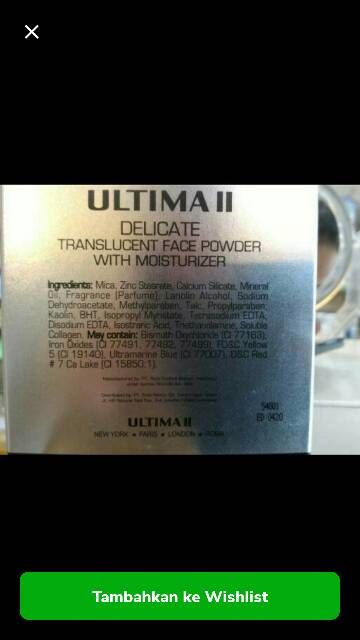 ULTIMA II
DELICATE
TRANSLUCENT FACE POWDER
WITH MOISTURIZER
Ingredients: Mica, Zinc Stearate, Calcium Silicate, Mineral
Oil, Fragrance (Parfume), Lanolin Alcohol, Sodium
Dehydroacetate, Methylparaben, Talc, Propylparaben,
Kaolin, BHT, Isopropyl Myristate, Tetrasodium EDTA,
Disodium EDTA, Isostearic Acid, Triethanolamine, Soluble
Collagen. May contain: Bismuth Oxychloride (CI 77163),
Iron Oxides (CI 77491, 77492, 77499), FD&C Yellow
5 (CI 19140), Ultramarine Blue (CI 77007), D&C Red
# 7 Ca Lake (CI 15850:1).
ULTIMA II
NEW YORK ★ PARIS ★ LONDON ★ ROMA
ED 0420
Tambahkan ke Wishlist